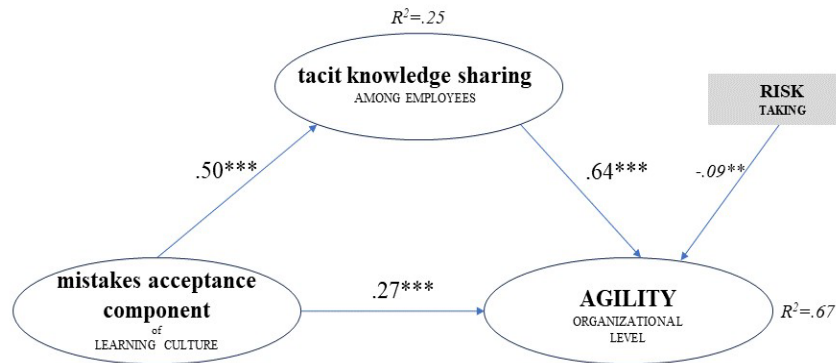 R²=.25
tacit knowledge sharing
AMONG EMPLOYEES
RISK
TAKING
.50***
.64***
-.09**
mistakes acceptance
component
of
LEARNING CULTURE
.27***
AGILITY
ORGANIZATIONAL
LEVEL
R²=.67